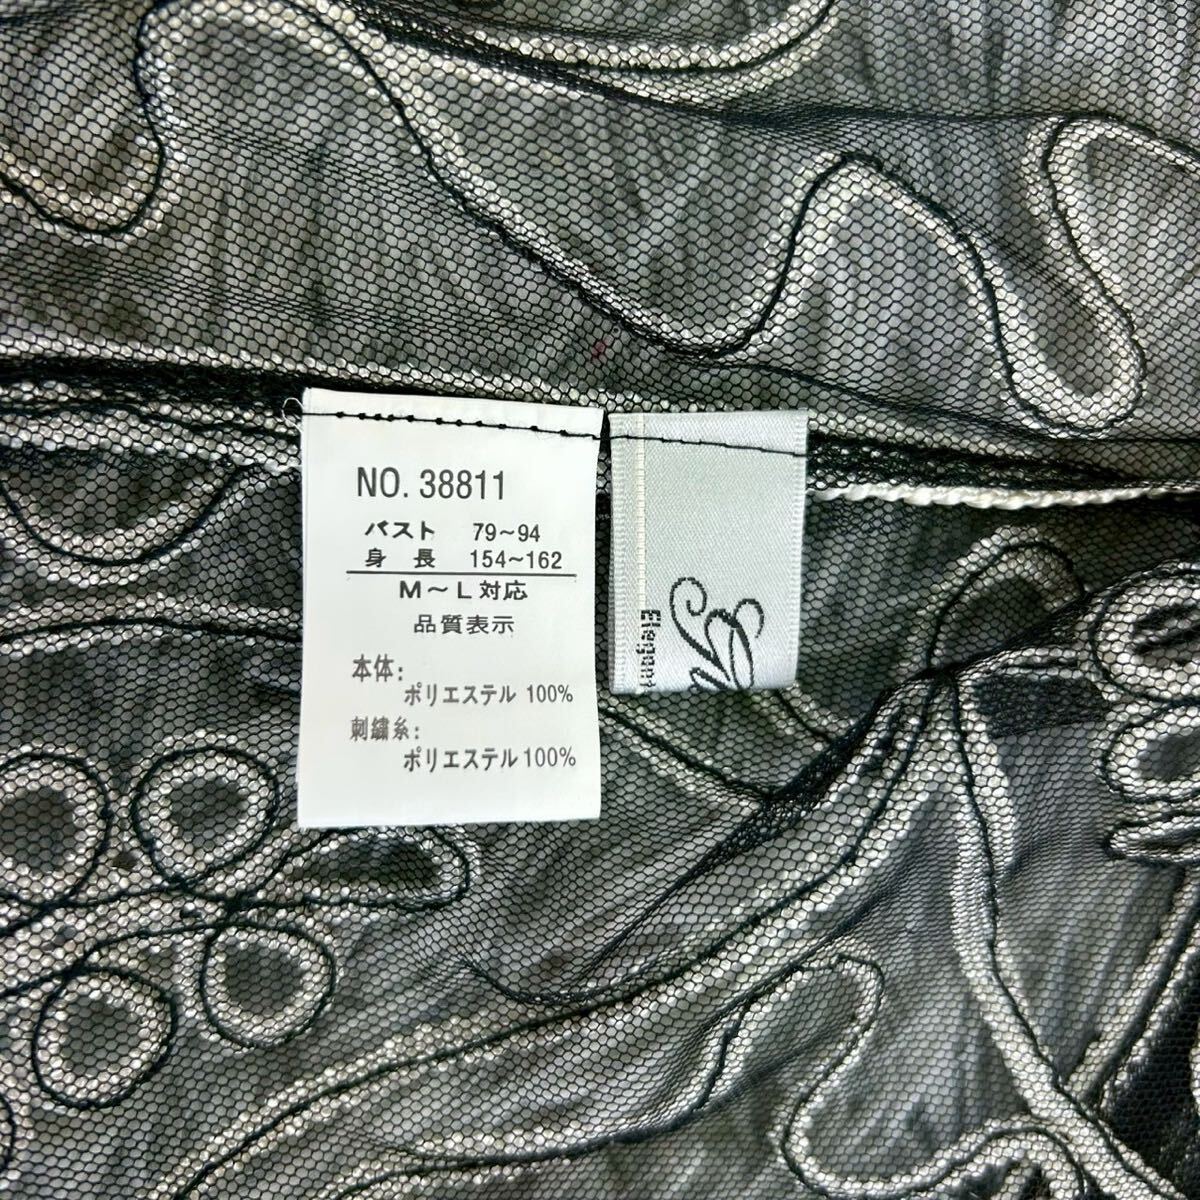 NO. 38811
バスト 79~94
身 長 154~162
M~L対応
品質表示
本体:
ポリエステル 100%
刺繍糸:
ポリエステル 100%